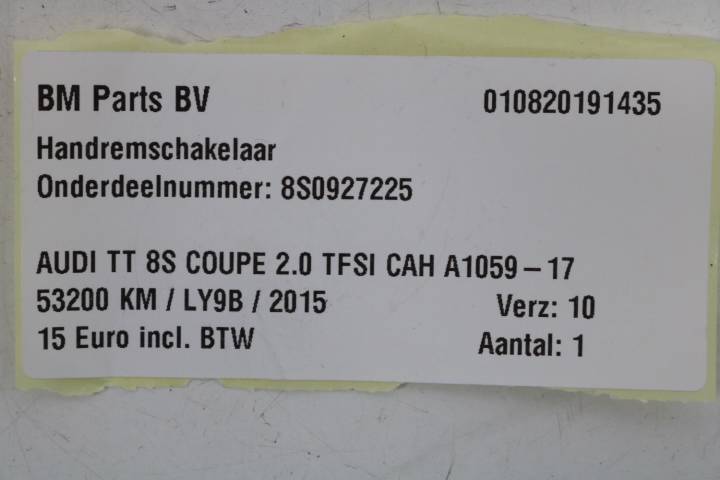 BM Parts BV 010820191435
Handremschakelaar
Onderdeelnummer: 8S0927225
AUDI TT 8S COUPE 2.0 TFSI CAH A1059 – 17
53200 KM / LY9B / 2015 Verz: 10
15 Euro incl. BTW Aantal: 1